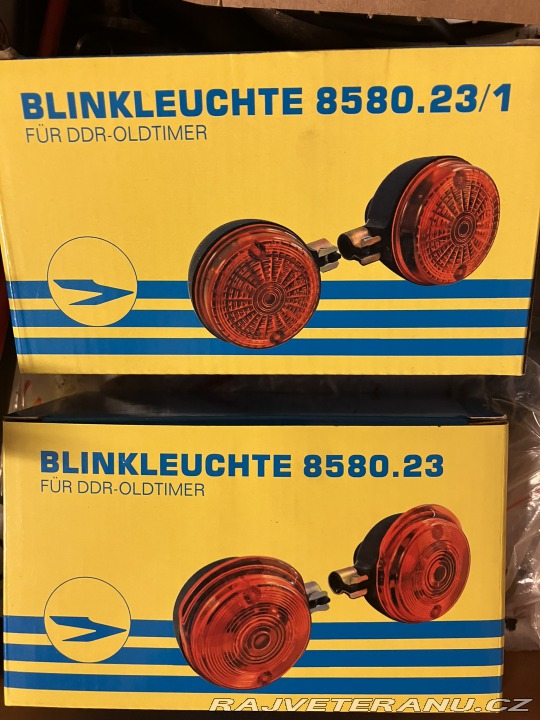 BLINKLEUCHTE 8580.23/1
FÜR DDR-OLDTIMER
BLINKLEUCHTE 8580.23
FÜR DDR-OLDTIMER
RAJVETERANU.CZ